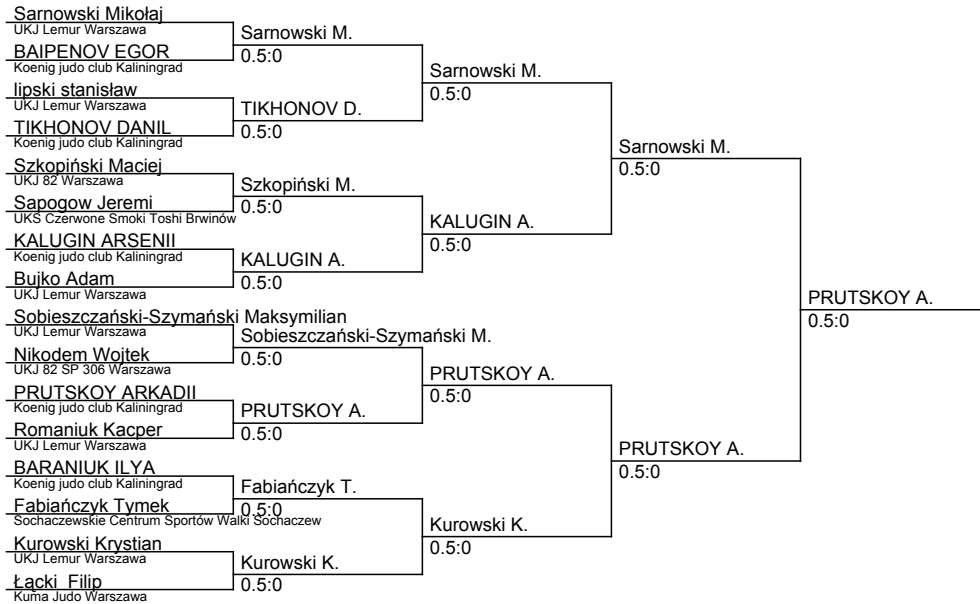 Sarnowski Mikołaj
UKJ Lemur Warszawa
BAIPENOV EGOR
Koenig judo club Kaliningrad
lipski stanisław
UKJ Lemur Warszawa
TIKHONOV DANIL
Koenig judo club Kaliningrad
Szkopiński Maciej
UKJ 82 Warszawa
Sapogow Jeremi
UKS Czerwone Smoki Toshi Brwinów
KALUGIN ARSENII
Koenig judo club Kaliningrad
Bujko Adam
UKJ Lemur Warszawa
Sobieszczański-Szymański Maksymilian
UKJ Lemur Warszawa
Nikodem Wojtek
UKJ 82 SP 306 Warszawa
PRUTSKOY ARKADII
Koenig judo club Kaliningrad
Romaniuk Kacper
UKJ Lemur Warszawa
BARANIUK ILYA
Koenig judo club Kaliningrad
Fabiańczyk Tymek
Sochaczewskie Centrum Sportów Walki Sochaczew
Kurowski Krystian
UKJ Lemur Warszawa
Łącki Filip
Kuma Judo Warszawa
Sarnowski M.
0.5:0
TIKHONOV D.
0.5:0
Szkopiński M.
0.5:0
KALUGIN A.
0.5:0
Sobieszczański-Szymański M.
0.5:0
PRUTSKOY A.
0.5:0
Fabiańczyk T.
0.5:0
Kurowski K.
0.5:0
Sarnowski M.
0.5:0
KALUGIN A.
0.5:0
PRUTSKOY A.
0.5:0
Kurowski K.
0.5:0
Sarnowski M.
0.5:0
PRUTSKOY A.
0.5:0
PRUTSKOY A.
0.5:0